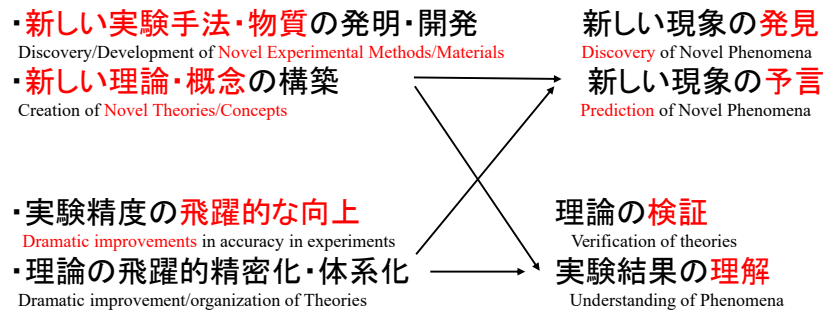 ・新しい実験手法・物質の発明・開発
Discovery/Development of Novel Experimental Methods/Materials
・新しい理論・概念の構築
Creation of Novel Theories/Concepts
新しい現象の発見
Discovery of Novel Phenomena
新しい現象の予言
Prediction of Novel Phenomena
・実験精度の飛躍的な向上
Dramatic improvements in accuracy in experiments
・理論の飛躍的精密化・体系化
Dramatic improvement/organization of Theories
理論の検証
Verification of theories
実験結果の理解
Understanding of Phenomena